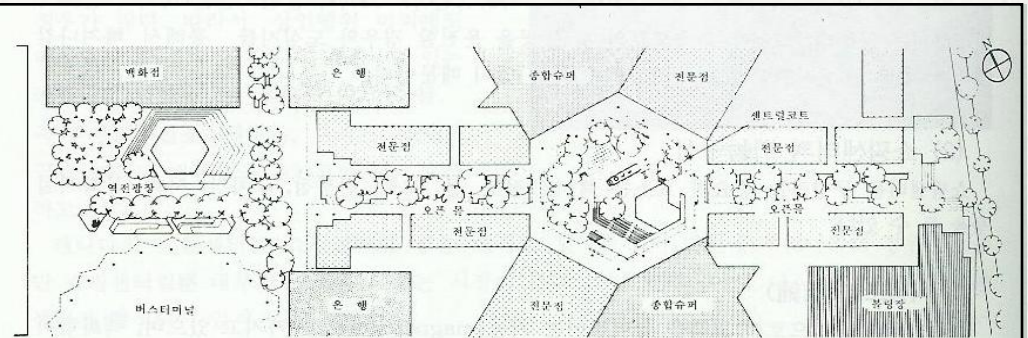 백화점
은 행
종합슈퍼
전문점
N
센트럴코트
전문점
전문점
역전광장
오픈 몰
오픈몰
전문점
전문점
버스터미널
은 행
전문점
종합슈퍼
볼링장